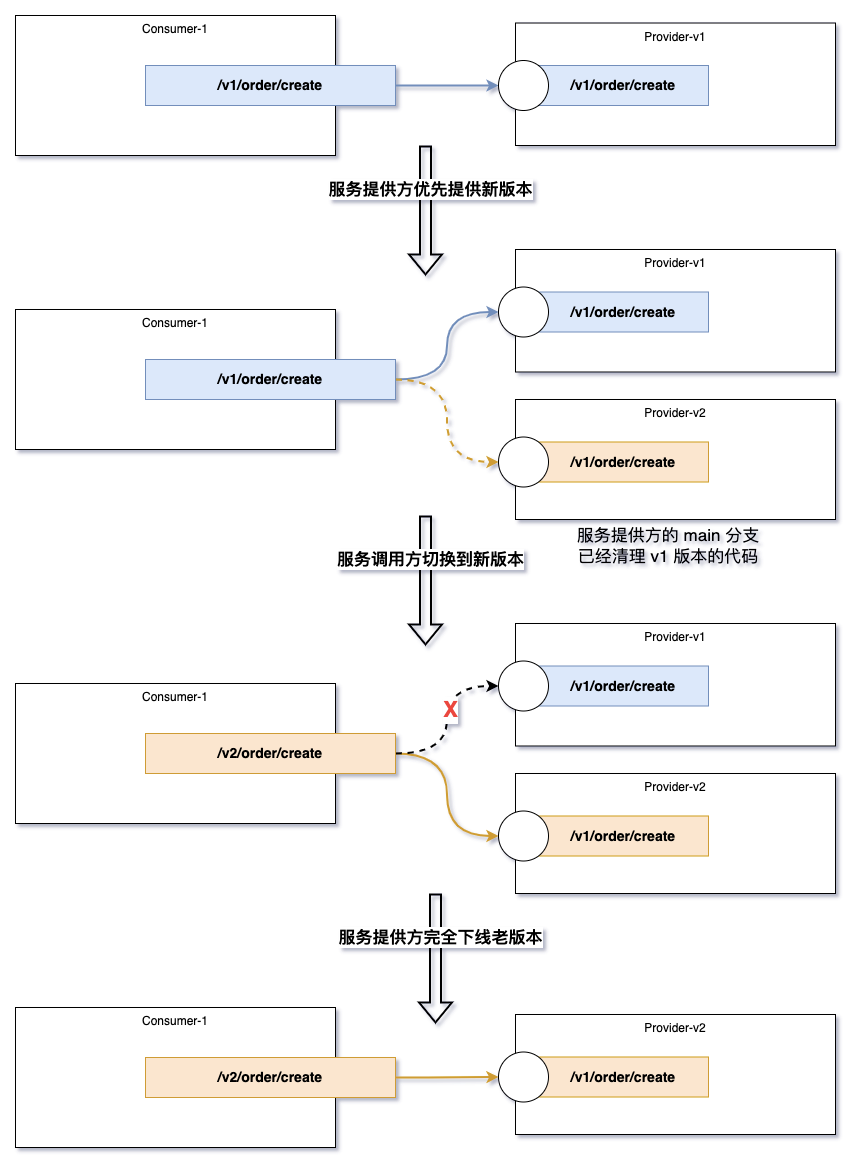 Consumer-1
Provider-v1
/v1/order/create
/v1/order/create
服务提供方优先提供新版本
Provider-v1
/v1/order/create
Consumer-1
/v1/order/create
Provider-v2
/v1/order/create
服务提供方的 main 分支
已经清理 v1 版本的代码
服务调用方切换到新版本
Provider-v1
/v1/order/create
Consumer-1
X
/v2/order/create
Provider-v2
/v1/order/create
服务提供方完全下线老版本
Consumer-1
Provider-v2
/v2/order/create
/v1/order/create